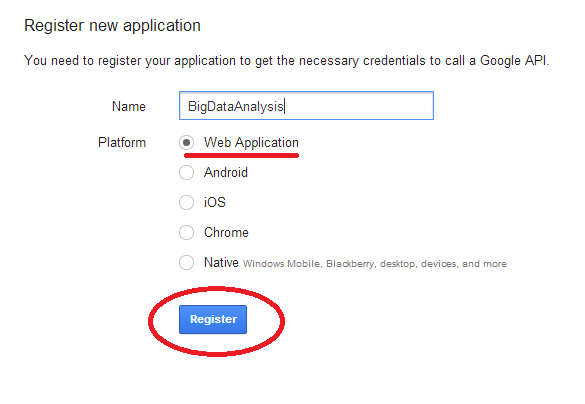 Register new application
You need to register your application to get the necessary credentials to call a Google API.
Name BigDataAnalysis
Platform Web Application
Android
iOS
Chrome
Native Windows Mobile, Blackberry, desktop, devices, and more
Register